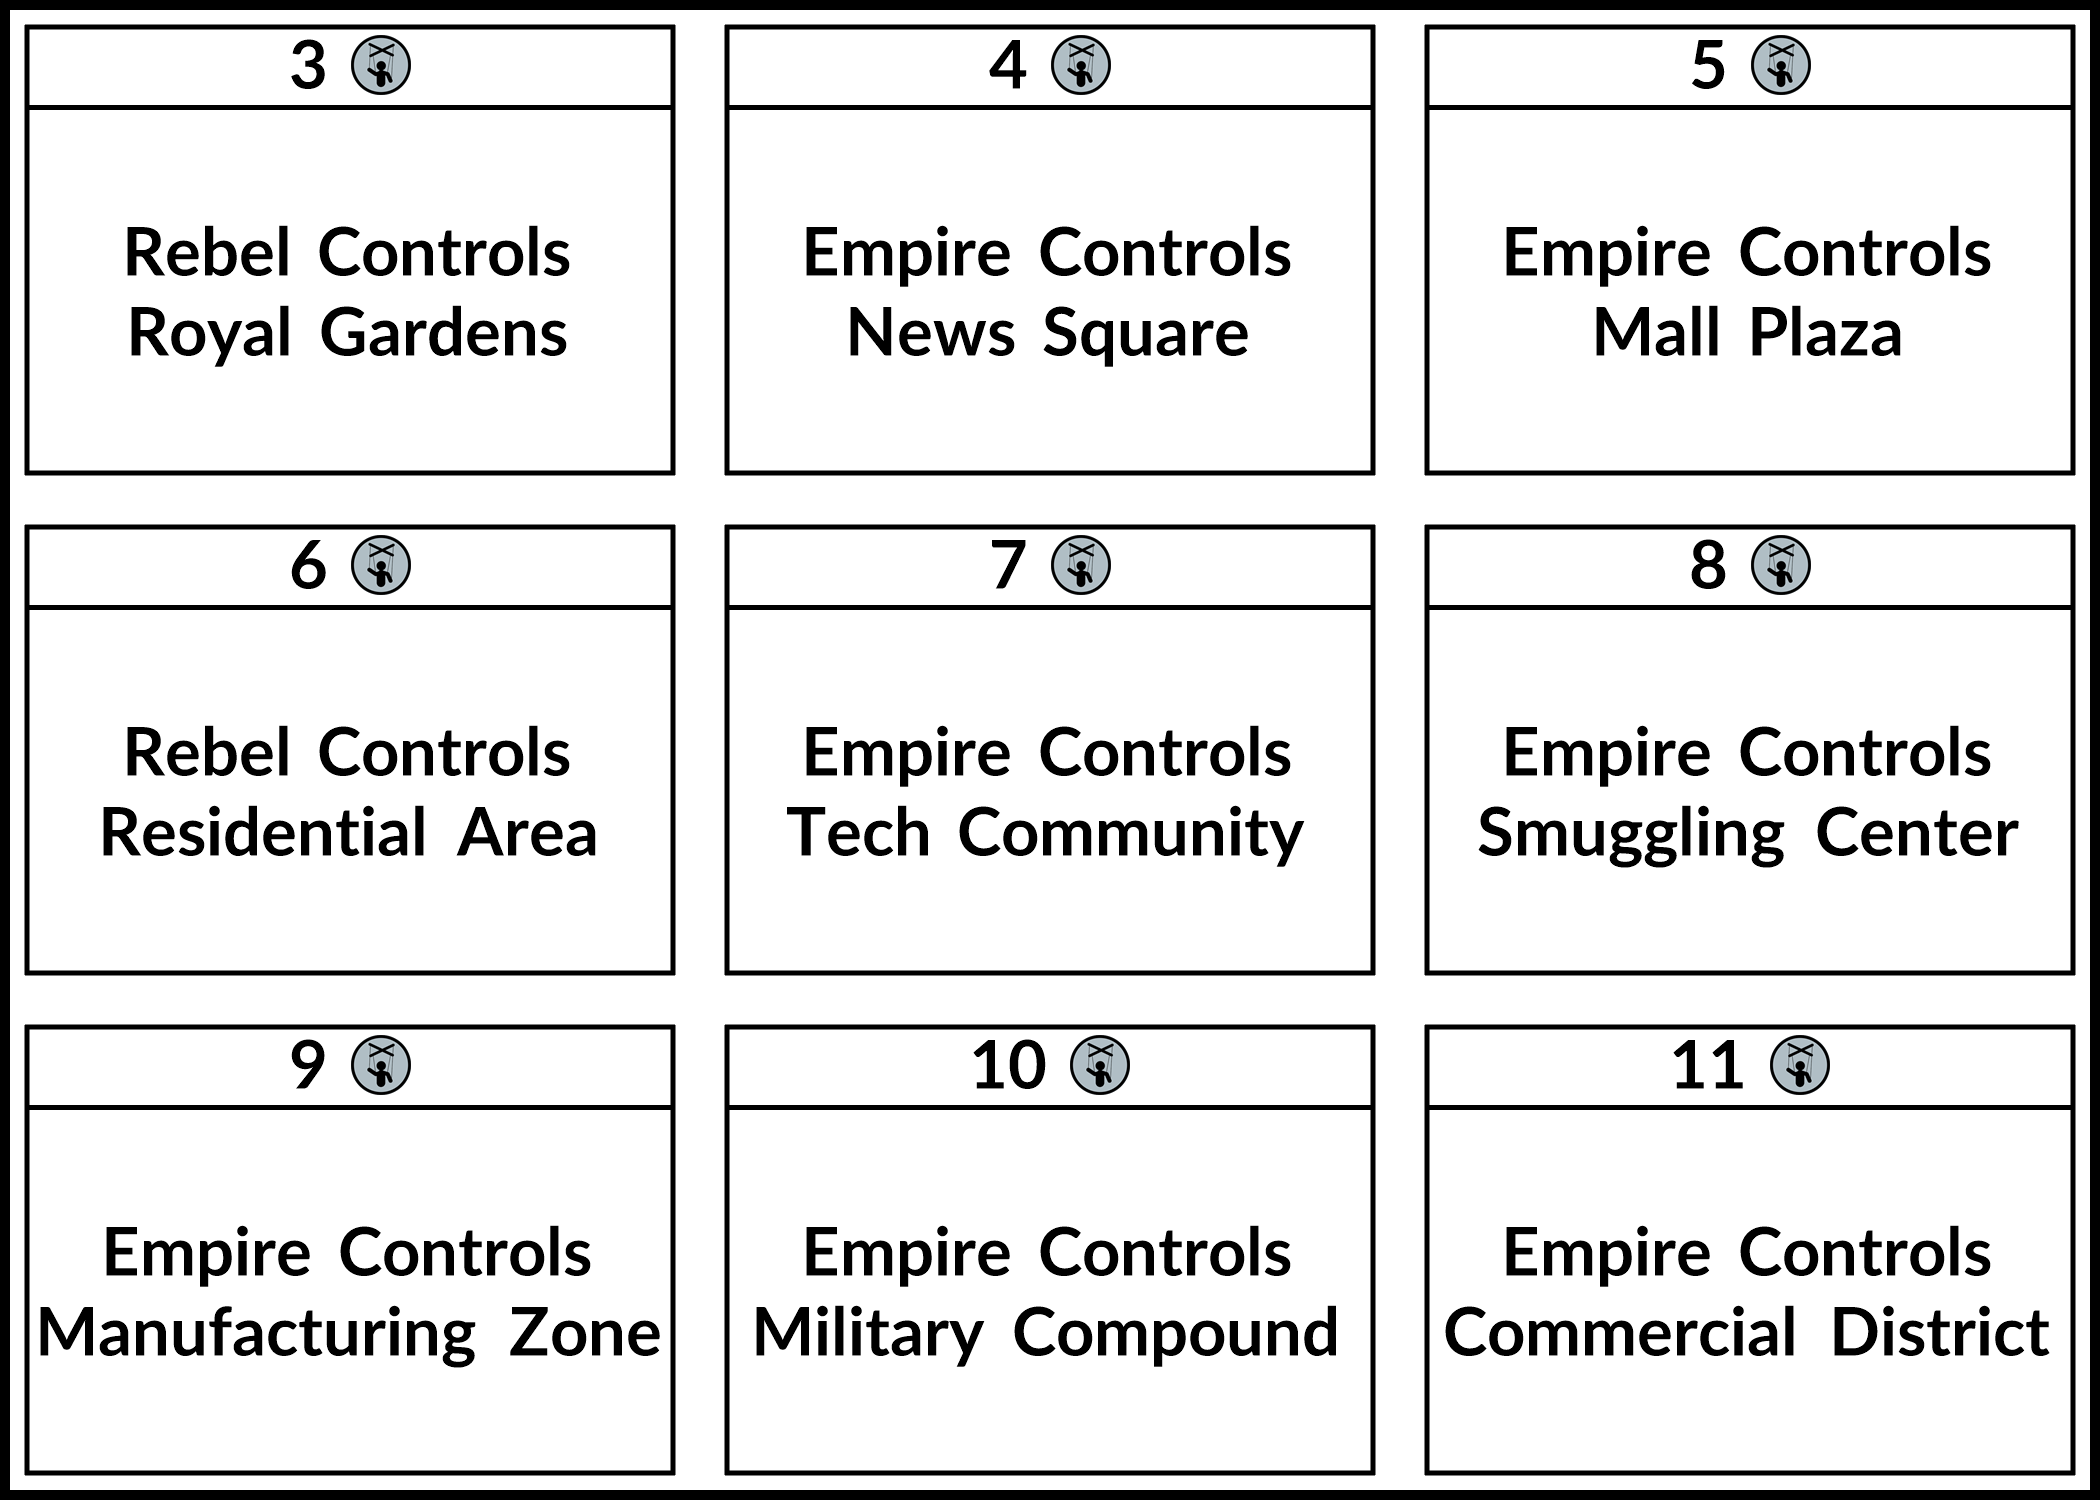 3
Rebel Controls
Royal Gardens
4
Empire Controls
News Square
5
Empire Controls
Mall Plaza
6
Rebel Controls
Residential Area
7
Empire Controls
Tech Community
8
Empire Controls
Smuggling Center
9
Empire Controls
Manufacturing Zone
10
Empire Controls
Military Compound
11
Empire Controls
Commercial District